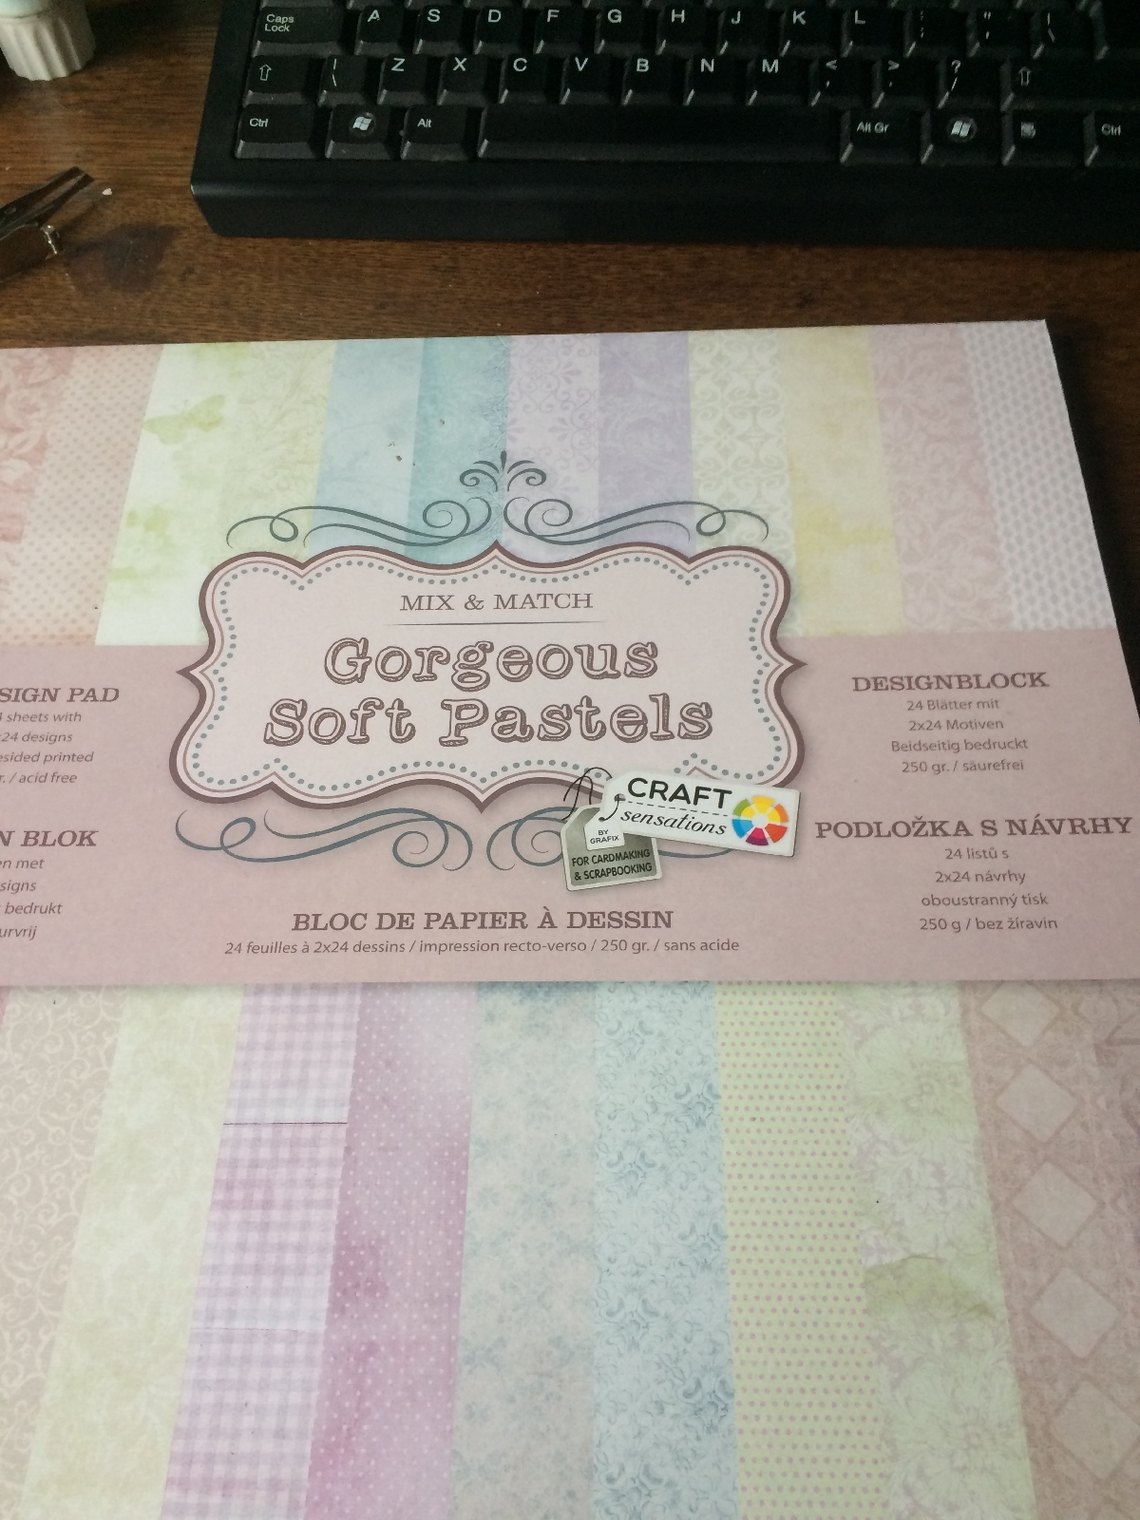 Caps Lock
A S D F G H J K L ; "
\ Z X C V B N M < > ?
Ctrl Alt Alt Gr Ctrl
MIX & MATCH
Gorgeous
Soft Pastels
CRAFT
sensations
BY
GRAFIX
FOR CARDMAKING
& SCRAPBOOKING
SIGN PAD
sheets with
24 designs
esided printed
r. / acid free
N BLOK
en met
signs
bedrukt
urvrij
BLOC DE PAPIER À DESSIN
24 feuilles à 2x24 dessins / impression recto-verso / 250 gr. / sans acide
DESIGNBLOCK
24 Blätter mit
2x24 Motiven
Beidseitig bedruckt
250 gr. / säurefrei
PODLOŽKA S NÁVRHY
24 listů s
2x24 návrhy
oboustranný tisk
250 g / bez žíravin